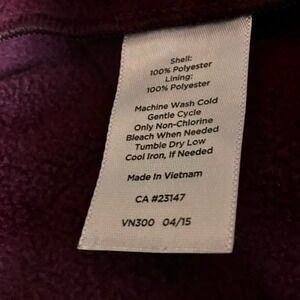 Shell:
100% Polyester
Lining:
100% Polyester
Machine Wash Cold
Gentle Cycle
Only Non-Chlorine
Bleach When Needed
Tumble Dry Low
Cool Iron, If Needed
Made In Vietnam
CA #23147
VN300 04/15